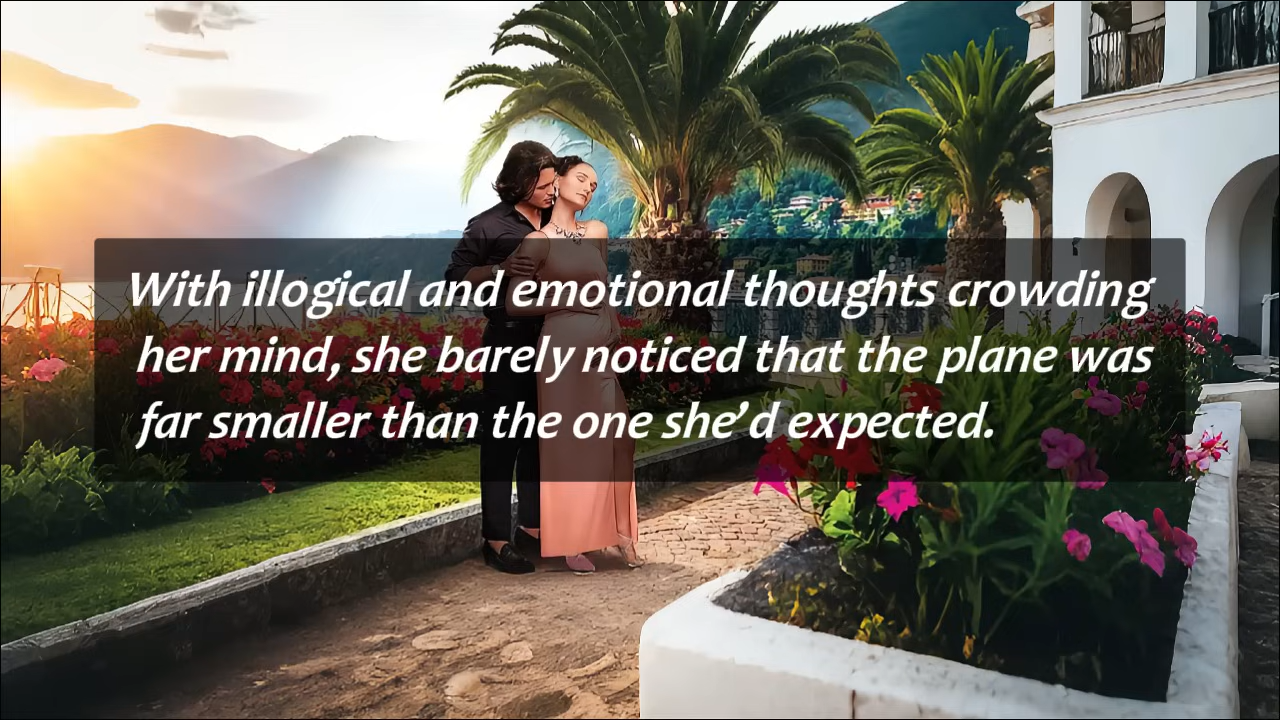 With illogical and emotional thoughts crowding
her mind, she barely noticed that the plane was
far smaller than the one she’d expected.